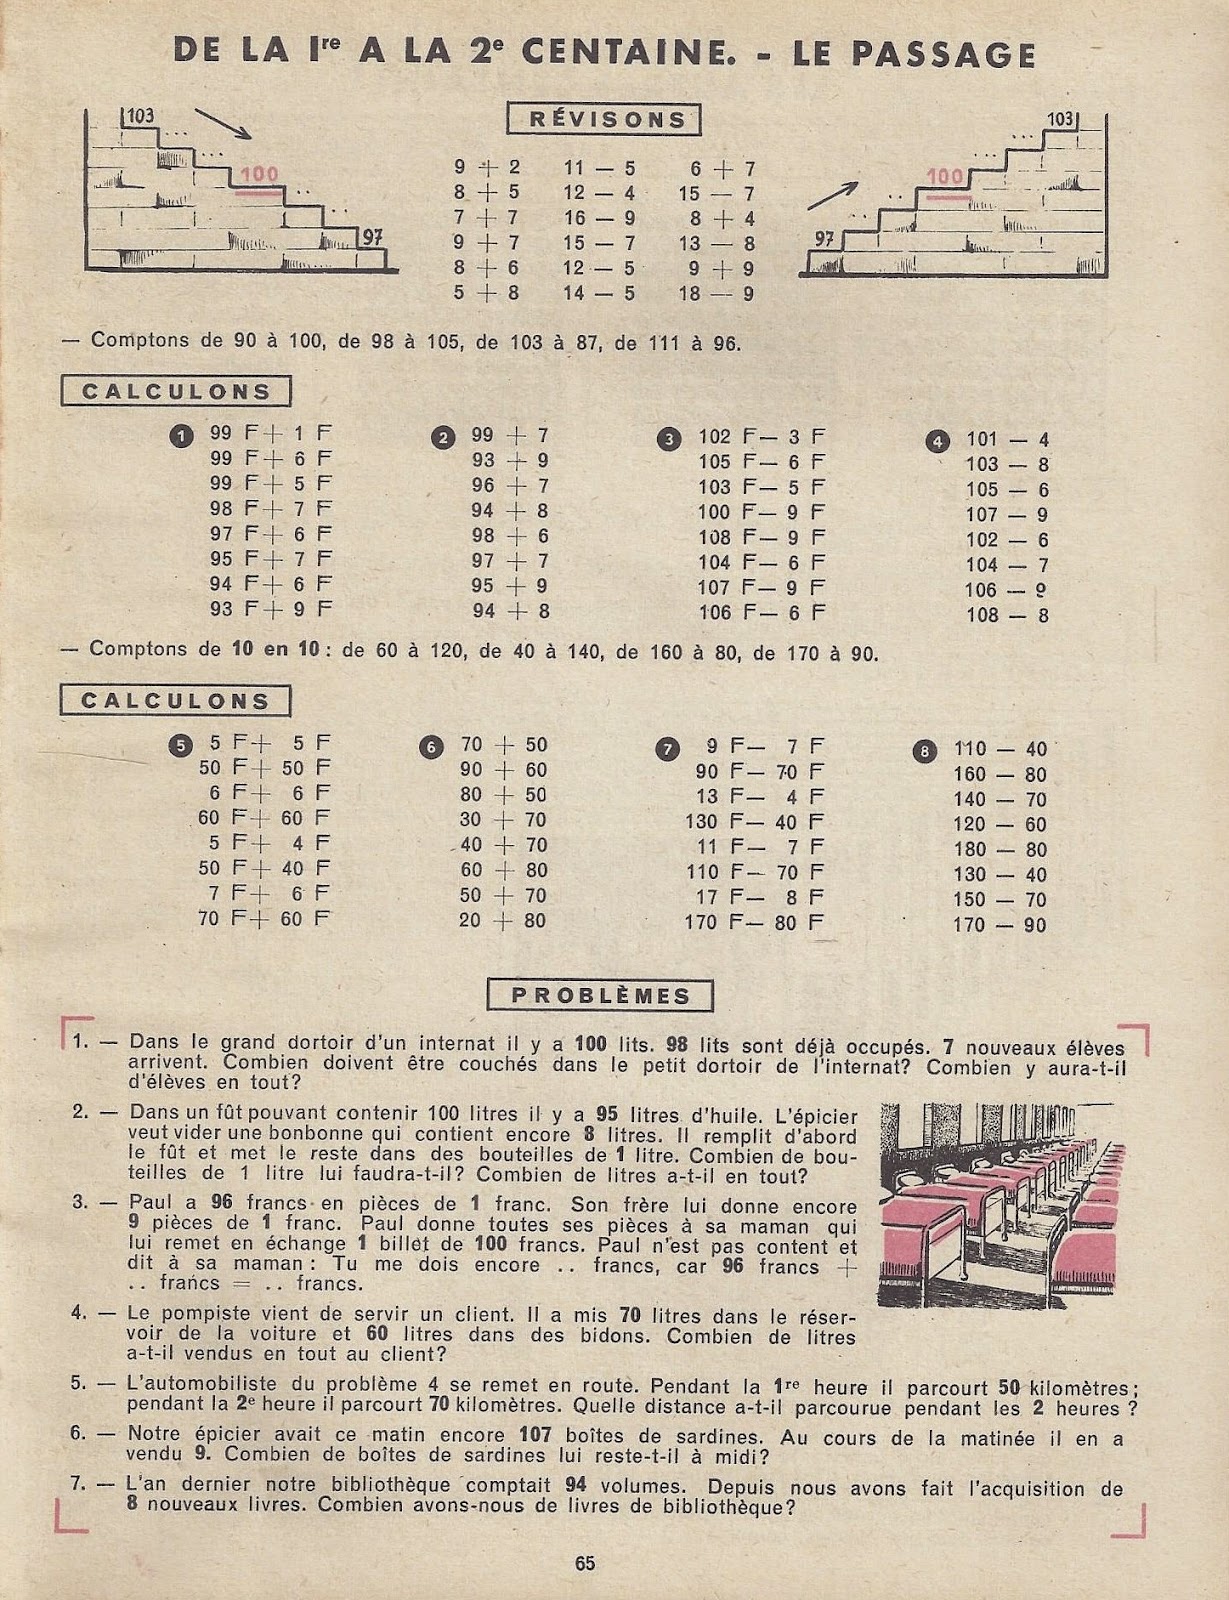 DE LA 1re A LA 2e CENTAINE. - LE PASSAGE
103
...
...
100
...
...
97
RÉVISONS
9 + 2 11 — 5 6 + 7
8 + 5 12 — 4 15 — 7
7 + 7 16 — 9 8 + 4
9 + 7 15 — 7 13 — 8
8 + 6 12 — 5 9 + 9
5 + 8 14 — 5 18 — 9
103
...
...
100
...
...
97
— Comptons de 90 à 100, de 98 à 105, de 103 à 87, de 111 à 96.
CALCULONS
1 99 F + 1 F
99 F + 6 F
99 F + 5 F
98 F + 7 F
97 F + 6 F
95 F + 7 F
94 F + 6 F
93 F + 9 F
2 99 + 7
93 + 9
96 + 7
94 + 8
98 + 6
97 + 7
95 + 9
94 + 8
3 102 F — 3 F
105 F — 6 F
103 F — 5 F
100 F — 9 F
108 F — 9 F
104 F — 6 F
107 F — 9 F
106 F — 6 F
4 101 — 4
103 — 8
105 — 6
107 — 9
102 — 6
104 — 7
106 — 9
108 — 8
— Comptons de 10 en 10 : de 60 à 120, de 40 à 140, de 160 à 80, de 170 à 90.
CALCULONS
5 5 F + 5 F
50 F + 50 F
6 F + 6 F
60 F + 60 F
5 F + 4 F
50 F + 40 F
7 F + 6 F
70 F + 60 F
6 70 + 50
90 + 60
80 + 50
30 + 70
40 + 70
60 + 80
50 + 70
20 + 80
7 9 F — 7 F
90 F — 70 F
13 F — 4 F
130 F — 40 F
11 F — 7 F
110 F — 70 F
17 F — 8 F
170 F — 80 F
8 110 — 40
160 — 80
140 — 70
120 — 60
180 — 80
130 — 40
150 — 70
170 — 90
PROBLÈMES
1. — Dans le grand dortoir d'un internat il y a 100 lits. 98 lits sont déjà occupés. 7 nouveaux élèves
arrivent. Combien doivent être couchés dans le petit dortoir de l'internat? Combien y aura-t-il
d'élèves en tout?
2. — Dans un fût pouvant contenir 100 litres il y a 95 litres d'huile. L'épicier
veut vider une bonbonne qui contient encore 8 litres. Il remplit d'abord
le fût et met le reste dans des bouteilles de 1 litre. Combien de bou-
teilles de 1 litre lui faudra-t-il? Combien de litres a-t-il en tout?
3. — Paul a 96 francs en pièces de 1 franc. Son frère lui donne encore
9 pièces de 1 franc. Paul donne toutes ses pièces à sa maman qui
lui remet en échange 1 billet de 100 francs. Paul n'est pas content et
dit à sa maman : Tu me dois encore .. francs, car 96 francs +
.. francs = .. francs.
4. — Le pompiste vient de servir un client. Il a mis 70 litres dans le réser-
voir de la voiture et 60 litres dans des bidons. Combien de litres
a-t-il vendus en tout au client?
5. — L'automobiliste du problème 4 se remet en route. Pendant la 1re heure il parcourt 50 kilomètres;
pendant la 2e heure il parcourt 70 kilomètres. Quelle distance a-t-il parcourue pendant les 2 heures ?
6. — Notre épicier avait ce matin encore 107 boîtes de sardines. Au cours de la matinée il en a
vendu 9. Combien de boîtes de sardines lui reste-t-il à midi?
7. — L'an dernier notre bibliothèque comptait 94 volumes. Depuis nous avons fait l'acquisition de
8 nouveaux livres. Combien avons-nous de livres de bibliothèque?
65